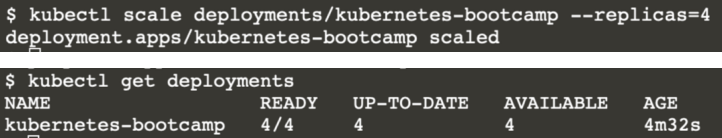 $ kubectl scale deployments/kubernetes-bootcamp --replicas=4
deployment.apps/kubernetes-bootcamp scaled
$ kubectl get deployments
NAME READY UP-TO-DATE AVAILABLE AGE
kubernetes-bootcamp 4/4 4 4 4m32s